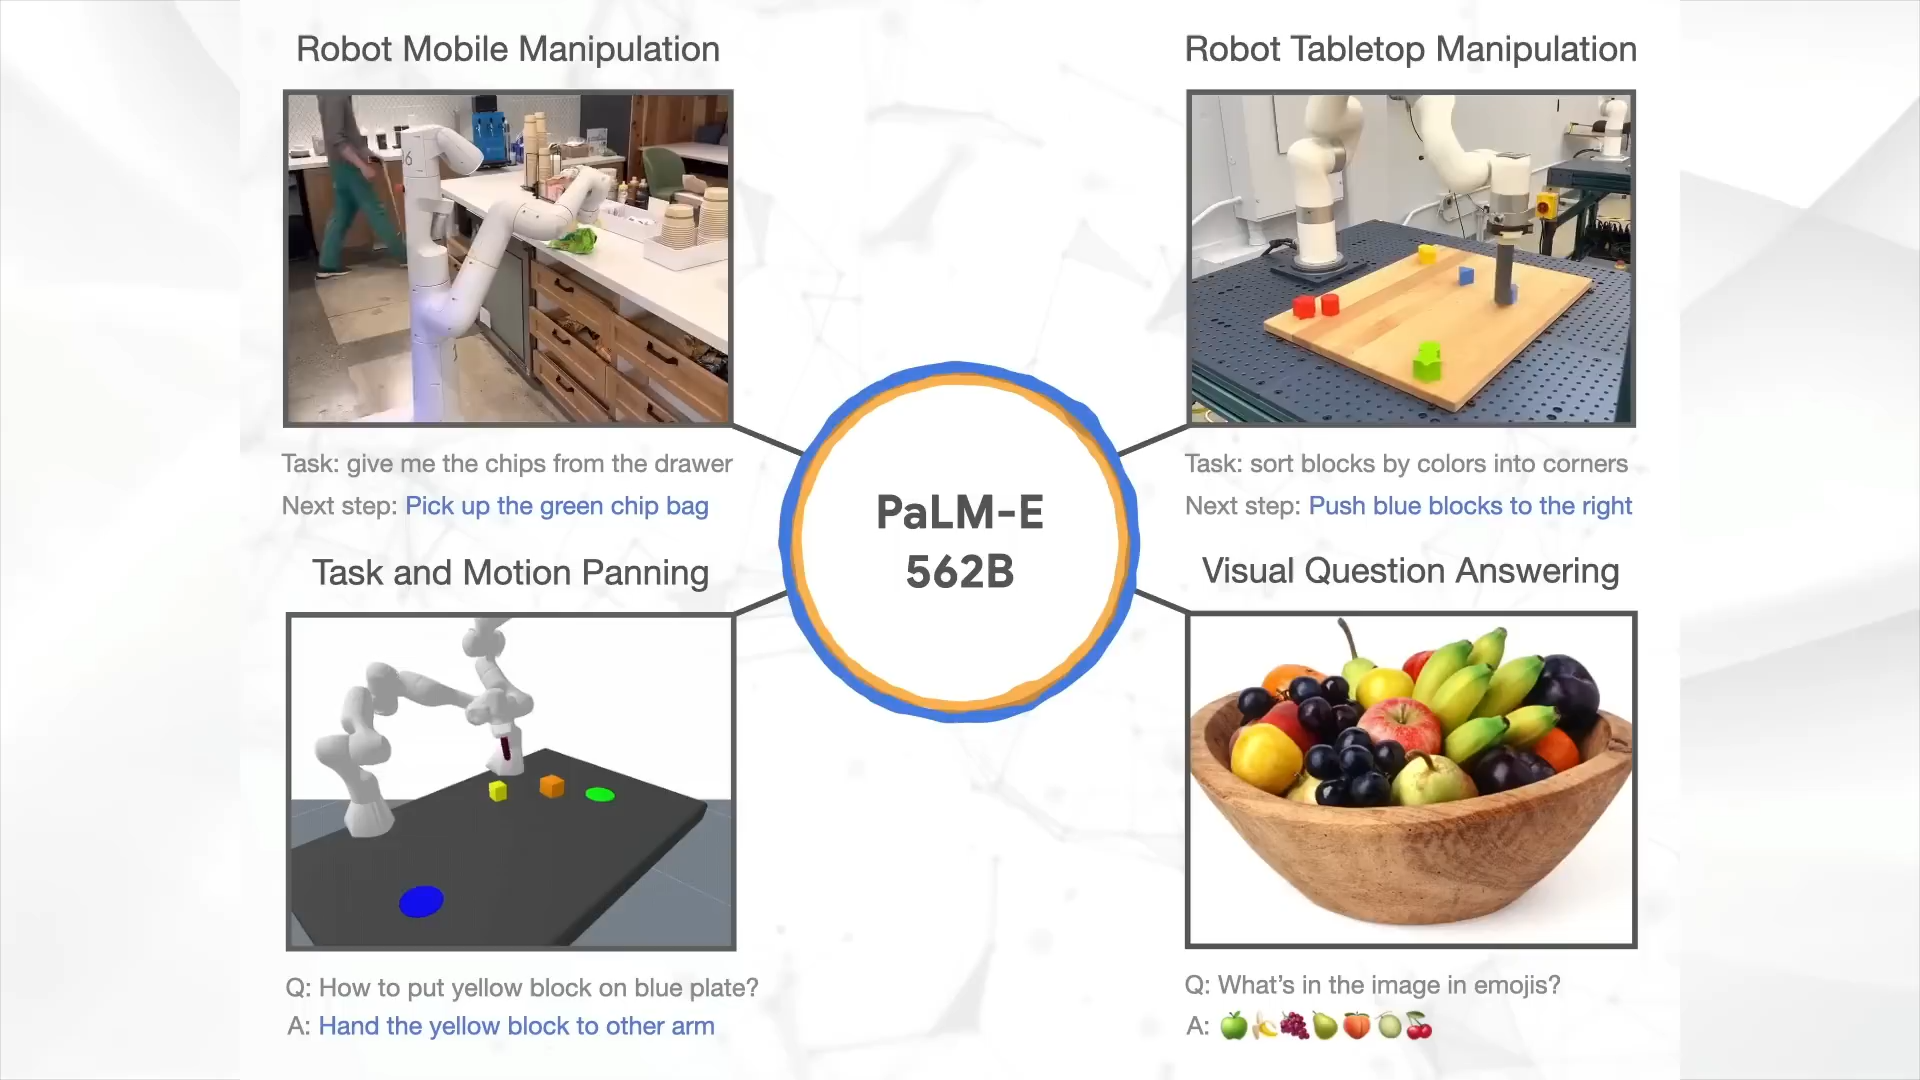 Robot Mobile Manipulation
6
Task: give me the chips from the drawer
Next step: Pick up the green chip bag
Robot Tabletop Manipulation
Task: sort blocks by colors into corners
Next step: Push blue blocks to the right
PaLM-E
562B
Task and Motion Panning
Q: How to put yellow block on blue plate?
A: Hand the yellow block to other arm
Visual Question Answering
Q: What's in the image in emojis?
A: 🍏🍌🍇🍐🍑🍈🍒